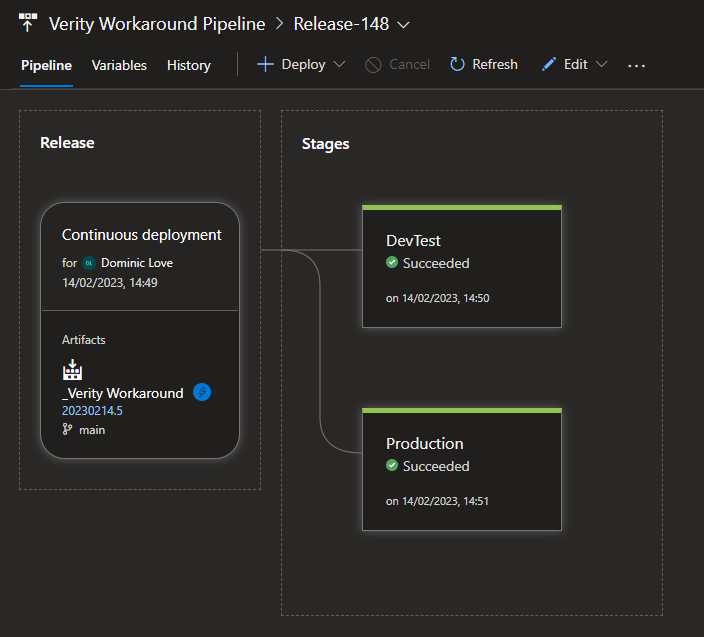 Verity Workaround Pipeline > Release-148
Pipeline Variables History Deploy Cancel Refresh Edit ...
Release
Continuous deployment
for DL Dominic Love
14/02/2023, 14:49
Artifacts
_Verity Workaround
20230214.5
main
Stages
DevTest
Succeeded
on 14/02/2023, 14:50
Production
Succeeded
on 14/02/2023, 14:51